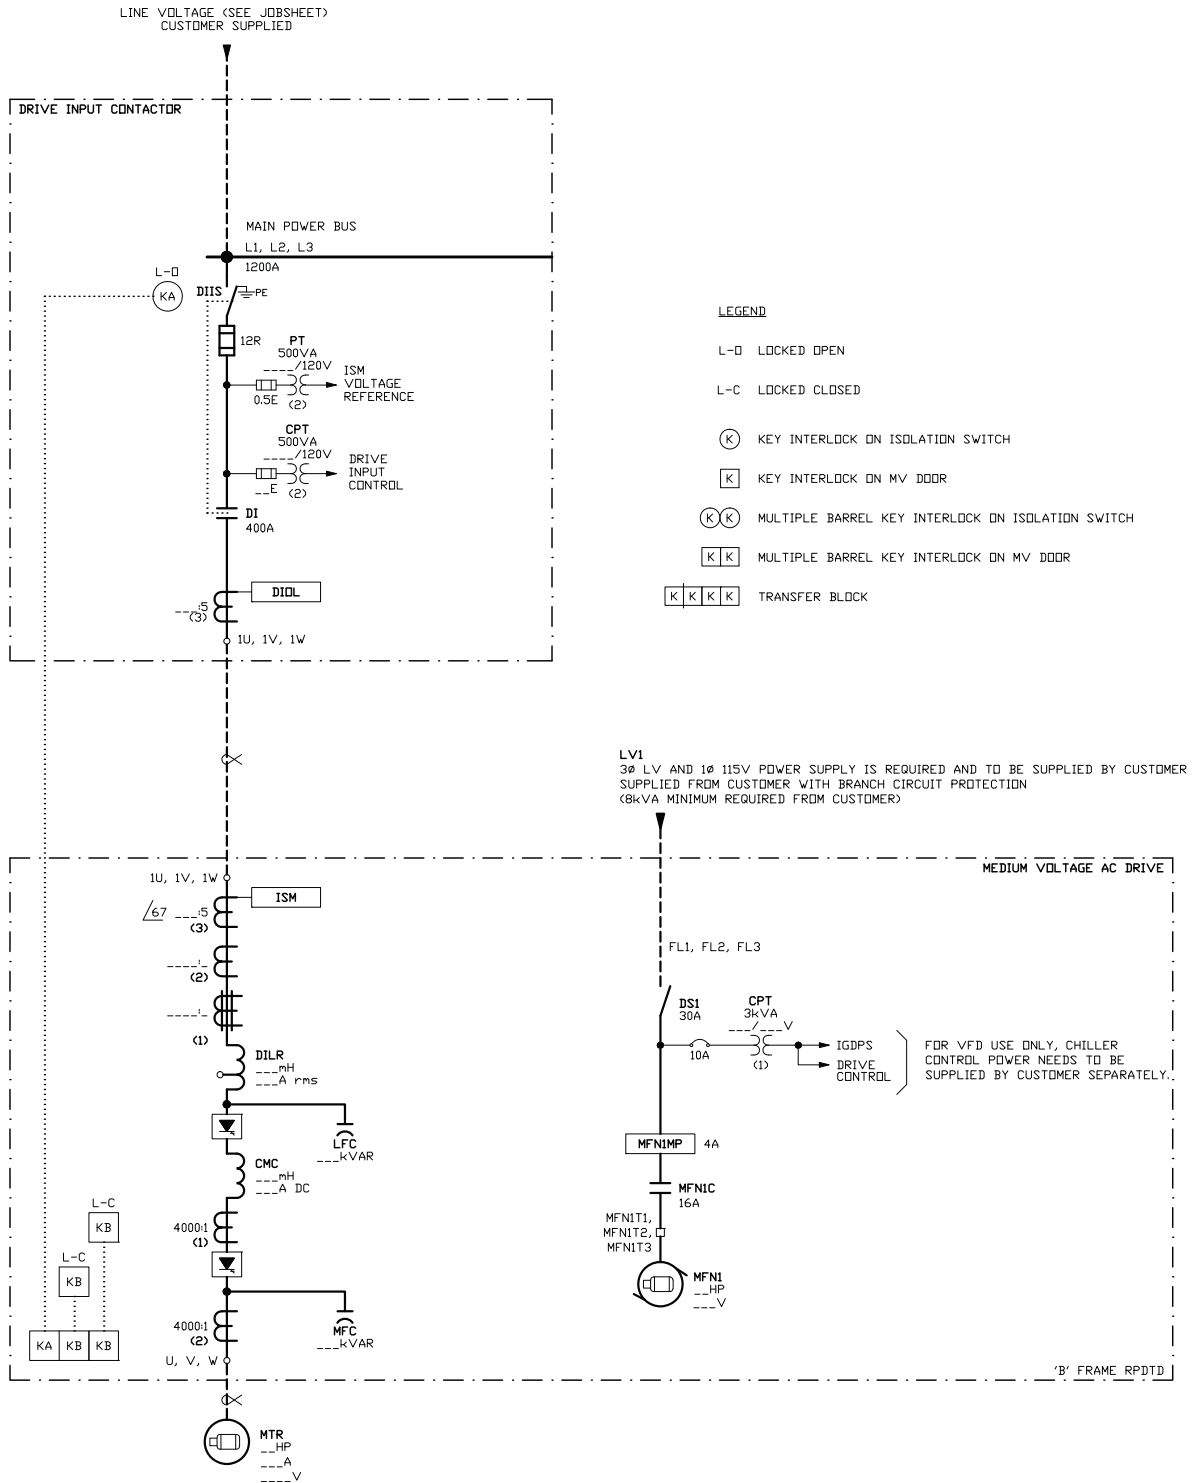 LINE VOLTAGE (SEE JOBSHEET)
CUSTOMER SUPPLIED
DRIVE INPUT CONTACTOR
MAIN POWER BUS
L1, L2, L3
1200A
L-O
KA
DIIS
PE
12R
PT
500VA
____/120V
0.5E
(2)
ISM
VOLTAGE
REFERENCE
CPT
500VA
____/120V
__E
(2)
DRIVE
INPUT
CONTROL
DI
400A
DIOL
___:5
(3)
1U, 1V, 1W
LEGEND
L-O LOCKED OPEN
L-C LOCKED CLOSED
K KEY INTERLOCK ON ISOLATION SWITCH
K KEY INTERLOCK ON MV DOOR
K K MULTIPLE BARREL KEY INTERLOCK ON ISOLATION SWITCH
K K MULTIPLE BARREL KEY INTERLOCK ON MV DOOR
K K K K TRANSFER BLOCK
LV1
3ø LV AND 1ø 115V POWER SUPPLY IS REQUIRED AND TO BE SUPPLIED BY CUSTOMER
SUPPLIED FROM CUSTOMER WITH BRANCH CIRCUIT PROTECTION
(8kVA MINIMUM REQUIRED FROM CUSTOMER)
MEDIUM VOLTAGE AC DRIVE
1U, 1V, 1W
ISM
67 ___:5
(3)
____:_
(2)
____:_
(1)
DILR
___mH
___A rms
LFC
___kVAR
CMC
___mH
___A DC
4000:1
(1)
L-C
KB
L-C
KB
KA KB KB
4000:1
(2)
MFC
___kVAR
U, V, W
FL1, FL2, FL3
DS1
30A
CPT
3kVA
___/___V
10A
(1)
IGDPS
DRIVE
CONTROL
FOR VFD USE ONLY, CHILLER
CONTROL POWER NEEDS TO BE
SUPPLIED BY CUSTOMER SEPARATELY.
MFN1MP 4A
MFN1C
16A
MFN1T1,
MFN1T2,
MFN1T3
MFN1
__HP
___V
'B' FRAME RPDTD
MTR
__HP
___A
____V